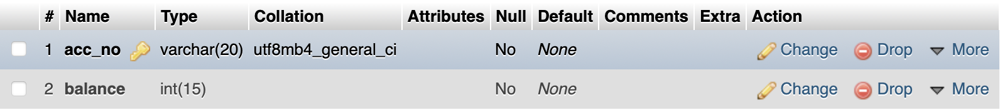 # Name Type Collation Attributes Null Default Comments Extra Action
1 acc_no varchar(20) utf8mb4_general_ci No None Change Drop More
2 balance int(15) No None Change Drop More